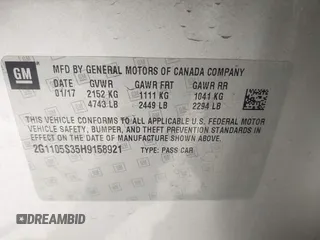 GM
MFD BY GENERAL MOTORS OF CANADA COMPANY
DATE GVWR GAWR FRT GAWR RR
01/17 2152 KG 1111 KG 1041 KG
4743 LB 2449 LB 2294 LB
THIS VEHICLE CONFORMS TO ALL APPLICABLE U.S. FEDERAL MOTOR
VEHICLE SAFETY, BUMPER, AND THEFT PREVENTION STANDARDS IN
EFFECT ON THE DATE OF MANUFACTURE SHOWN ABOVE.
2G1105S35H9158921 TYPE: PASS CAR
DRIVEDEALZ.COM